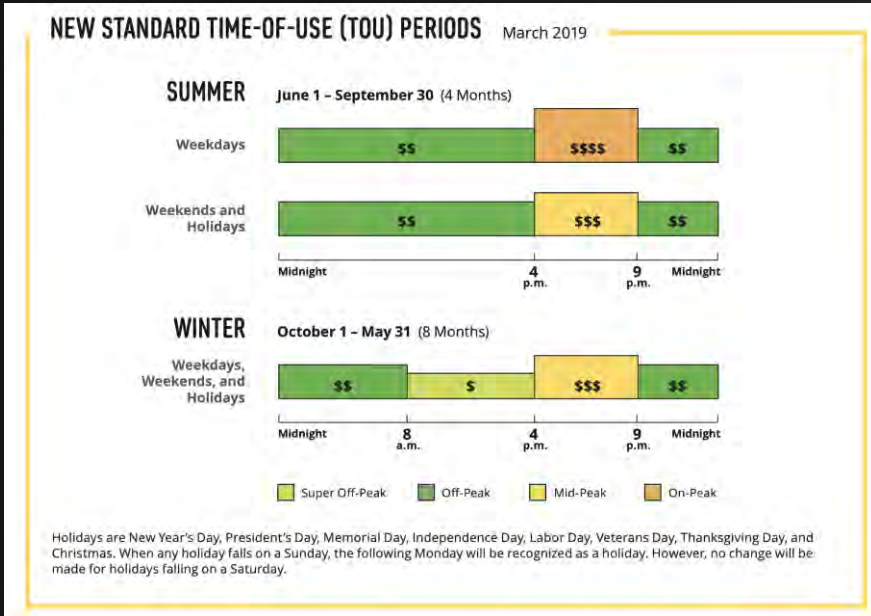 NEW STANDARD TIME-OF-USE (TOU) PERIODS March 2019
SUMMER June 1 – September 30 (4 Months)
Weekdays
$$ $$$$ $$
Weekends and
Holidays
$$ $$$ $$
Midnight 4 p.m. 9 p.m. Midnight
WINTER October 1 – May 31 (8 Months)
Weekdays,
Weekends, and
Holidays
$$ $ $$$ $$
Midnight 8 a.m. 4 p.m. 9 p.m. Midnight
Super Off-Peak Off-Peak Mid-Peak On-Peak
Holidays are New Year's Day, President's Day, Memorial Day, Independence Day, Labor Day, Veterans Day, Thanksgiving Day, and
Christmas. When any holiday falls on a Sunday, the following Monday will be recognized as a holiday. However, no change will be
made for holidays falling on a Saturday.